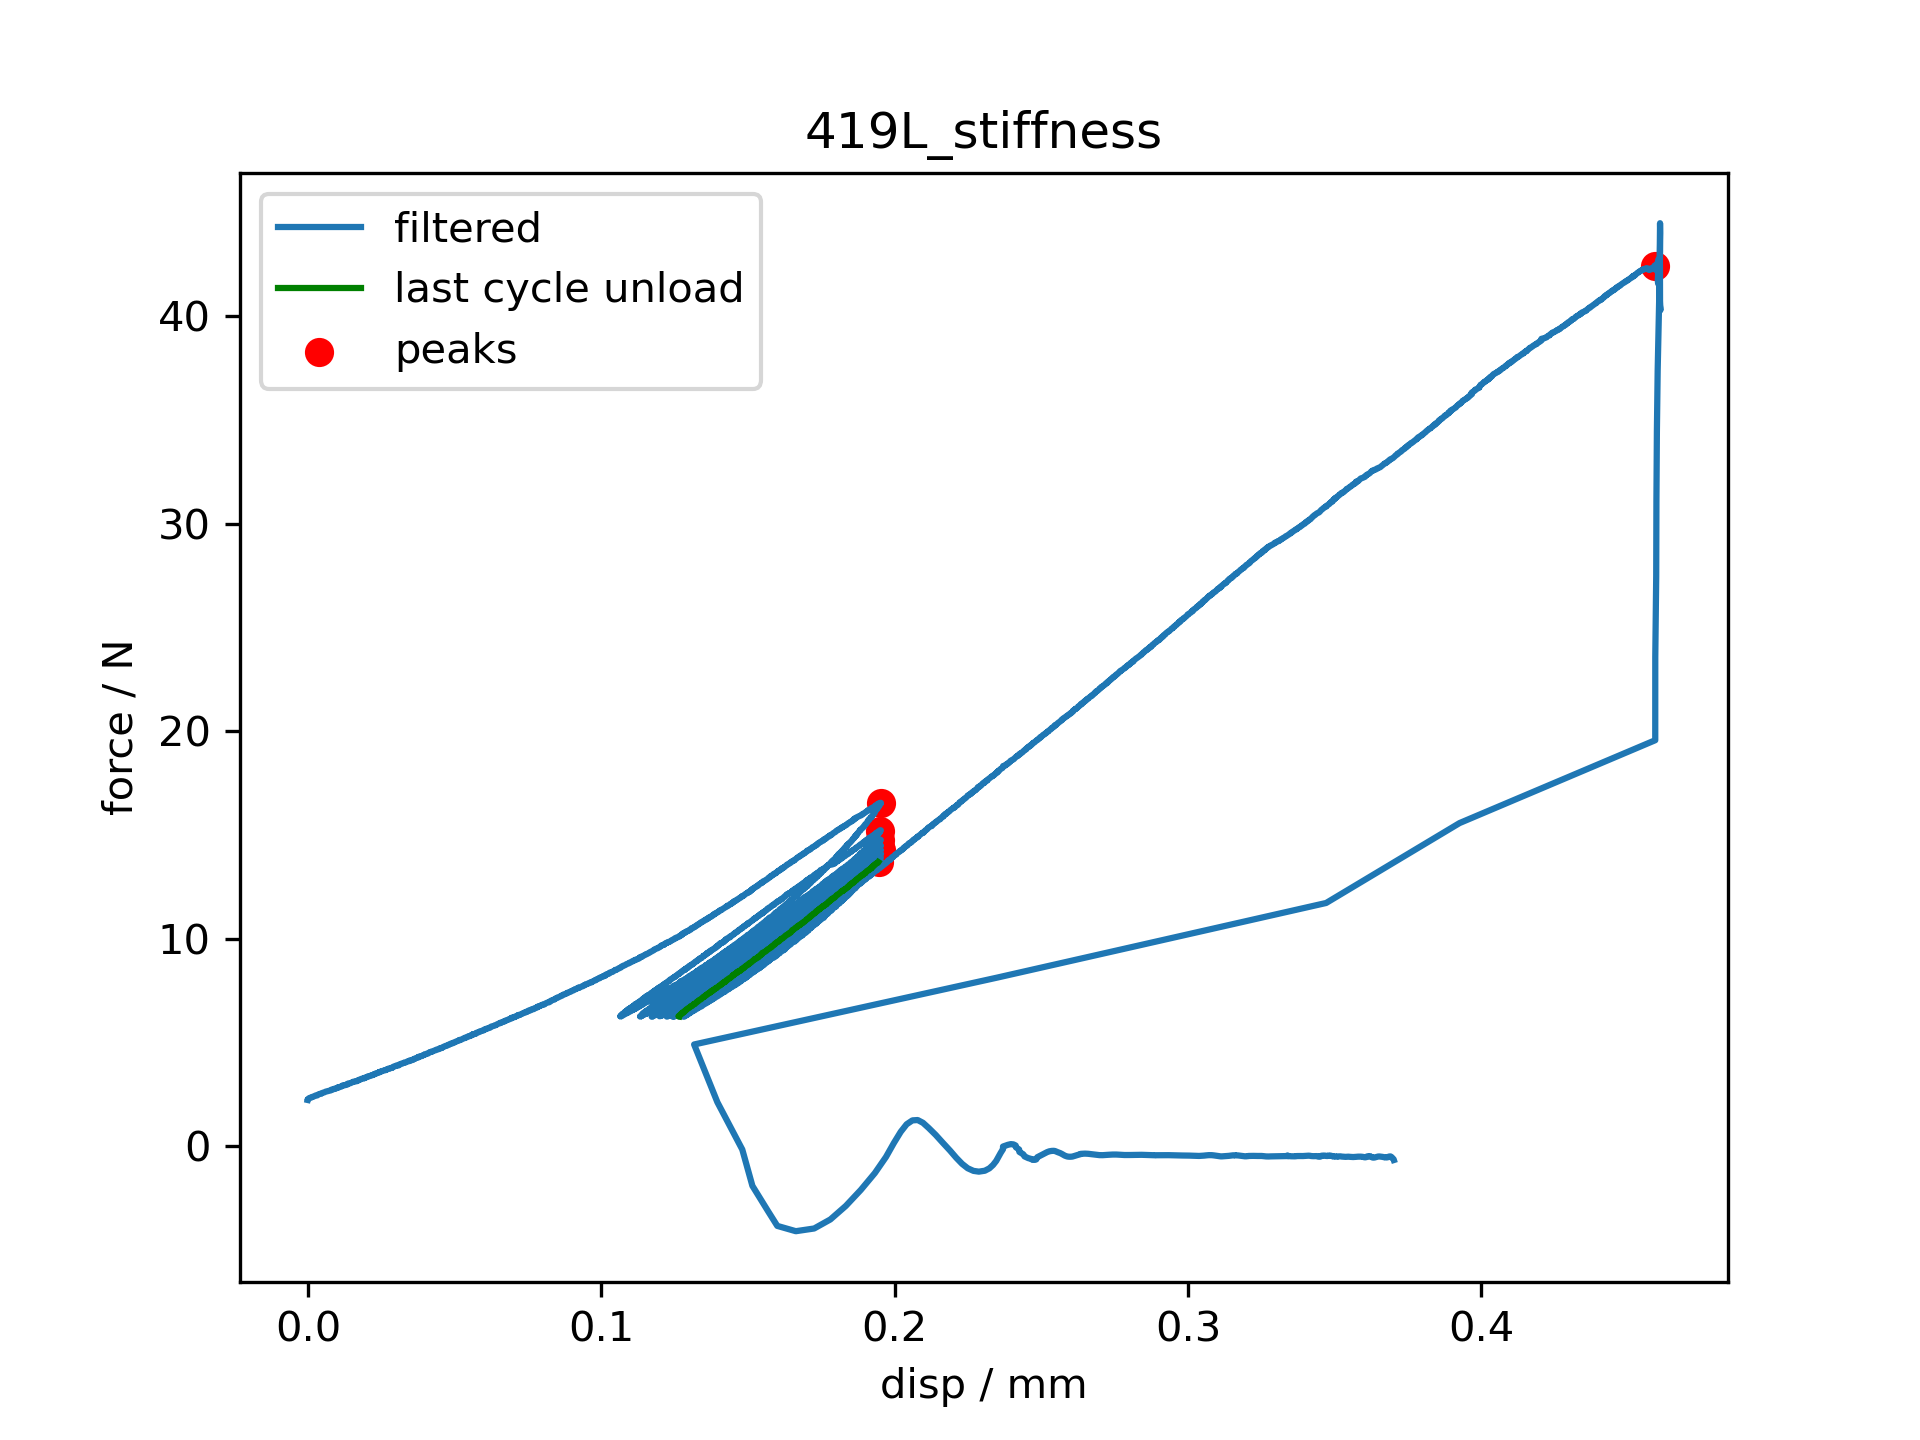 419L_stiffness
filtered
last cycle unload
peaks
40
30
20
10
0
force / N
0.0 0.1 0.2 0.3 0.4
disp / mm